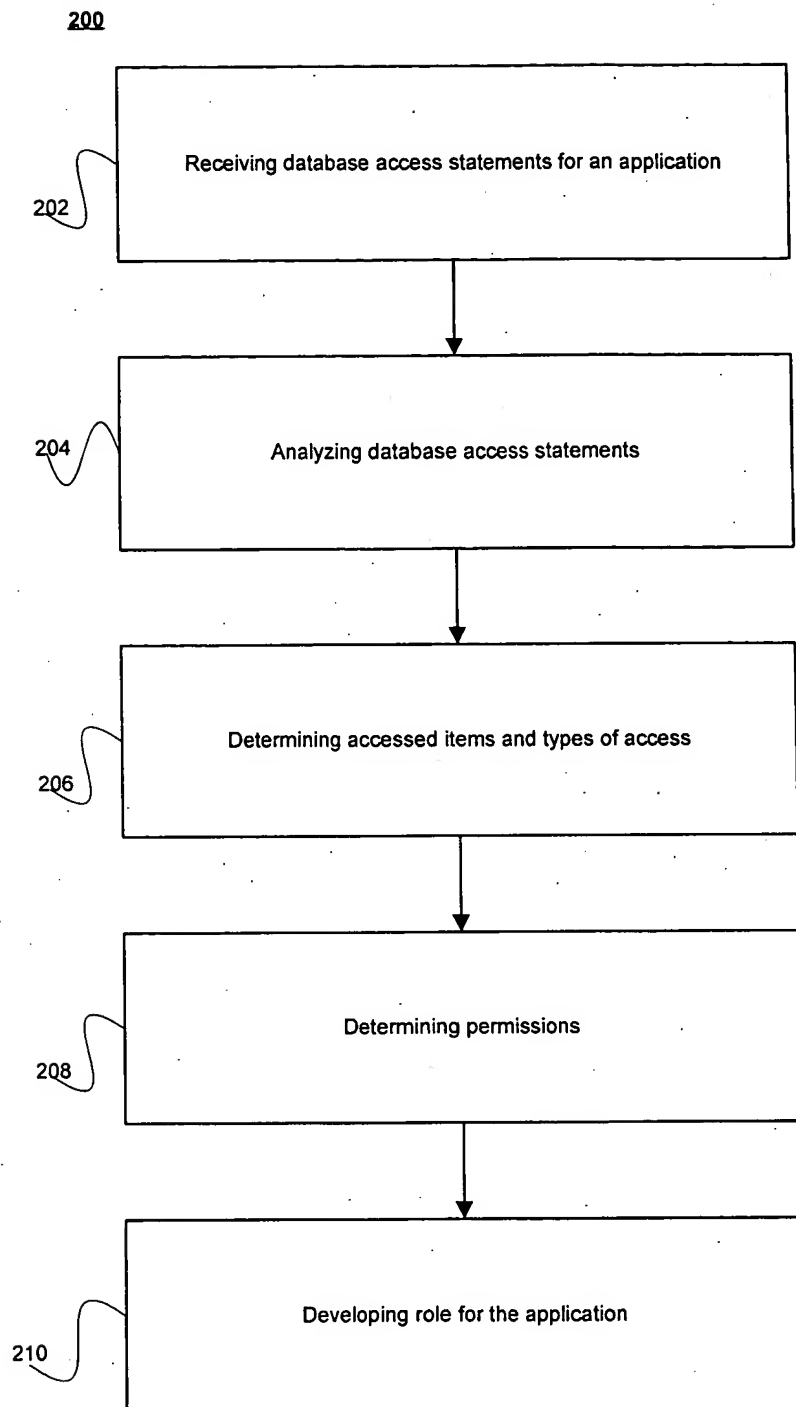 200
Receiving database access statements for an application
202
Analyzing database access statements
204
Determining accessed items and types of access
206
Determining permissions
208
Developing role for the application
210